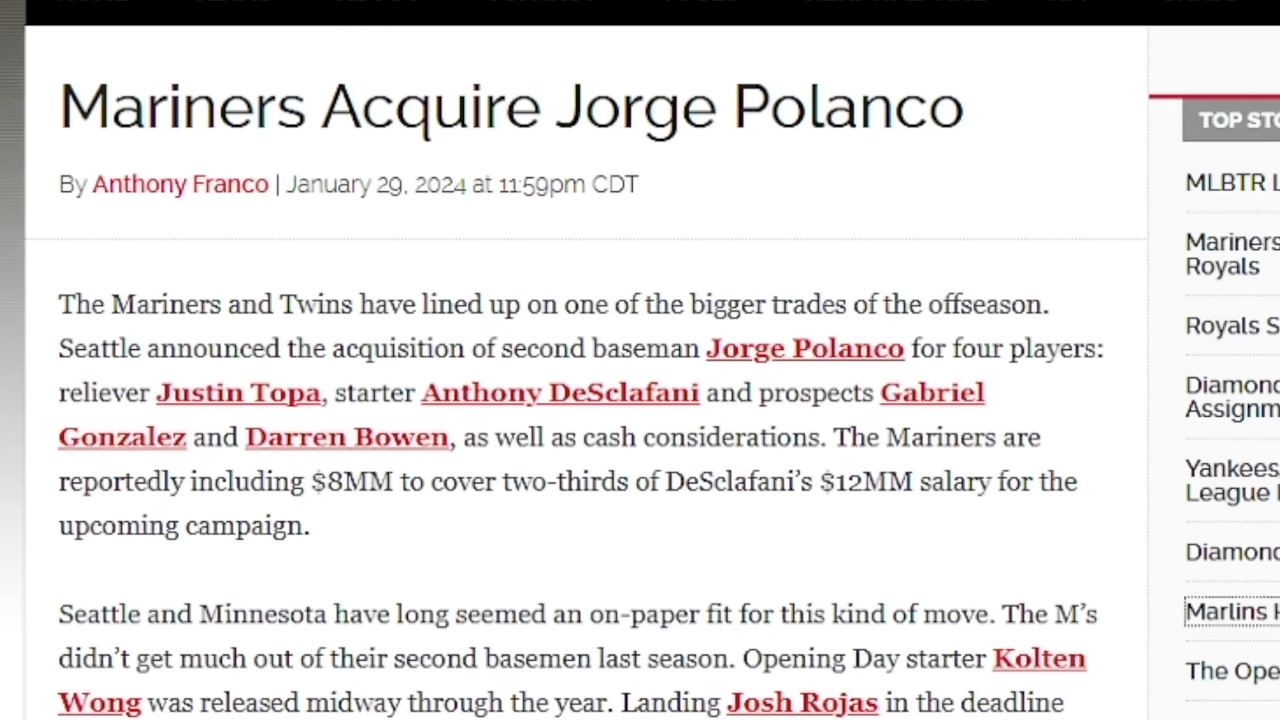 Mariners Acquire Jorge Polanco
By Anthony Franco | January 29, 2024 at 11:59pm CDT
The Mariners and Twins have lined up on one of the bigger trades of the offseason.
Seattle announced the acquisition of second baseman Jorge Polanco for four players:
reliever Justin Topa, starter Anthony DeSclafani and prospects Gabriel
Gonzalez and Darren Bowen, as well as cash considerations. The Mariners are
reportedly including $8MM to cover two-thirds of DeSclafani’s $12MM salary for the
upcoming campaign.
Seattle and Minnesota have long seemed an on-paper fit for this kind of move. The M’s
didn’t get much out of their second basemen last season. Opening Day starter Kolten
Wong was released midway through the year. Landing Josh Rojas in the deadline
TOP STO
MLBTR L
Mariners
Royals
Royals S
Diamond
Assignm
Yankees
League
Diamond
Marlins
The Ope